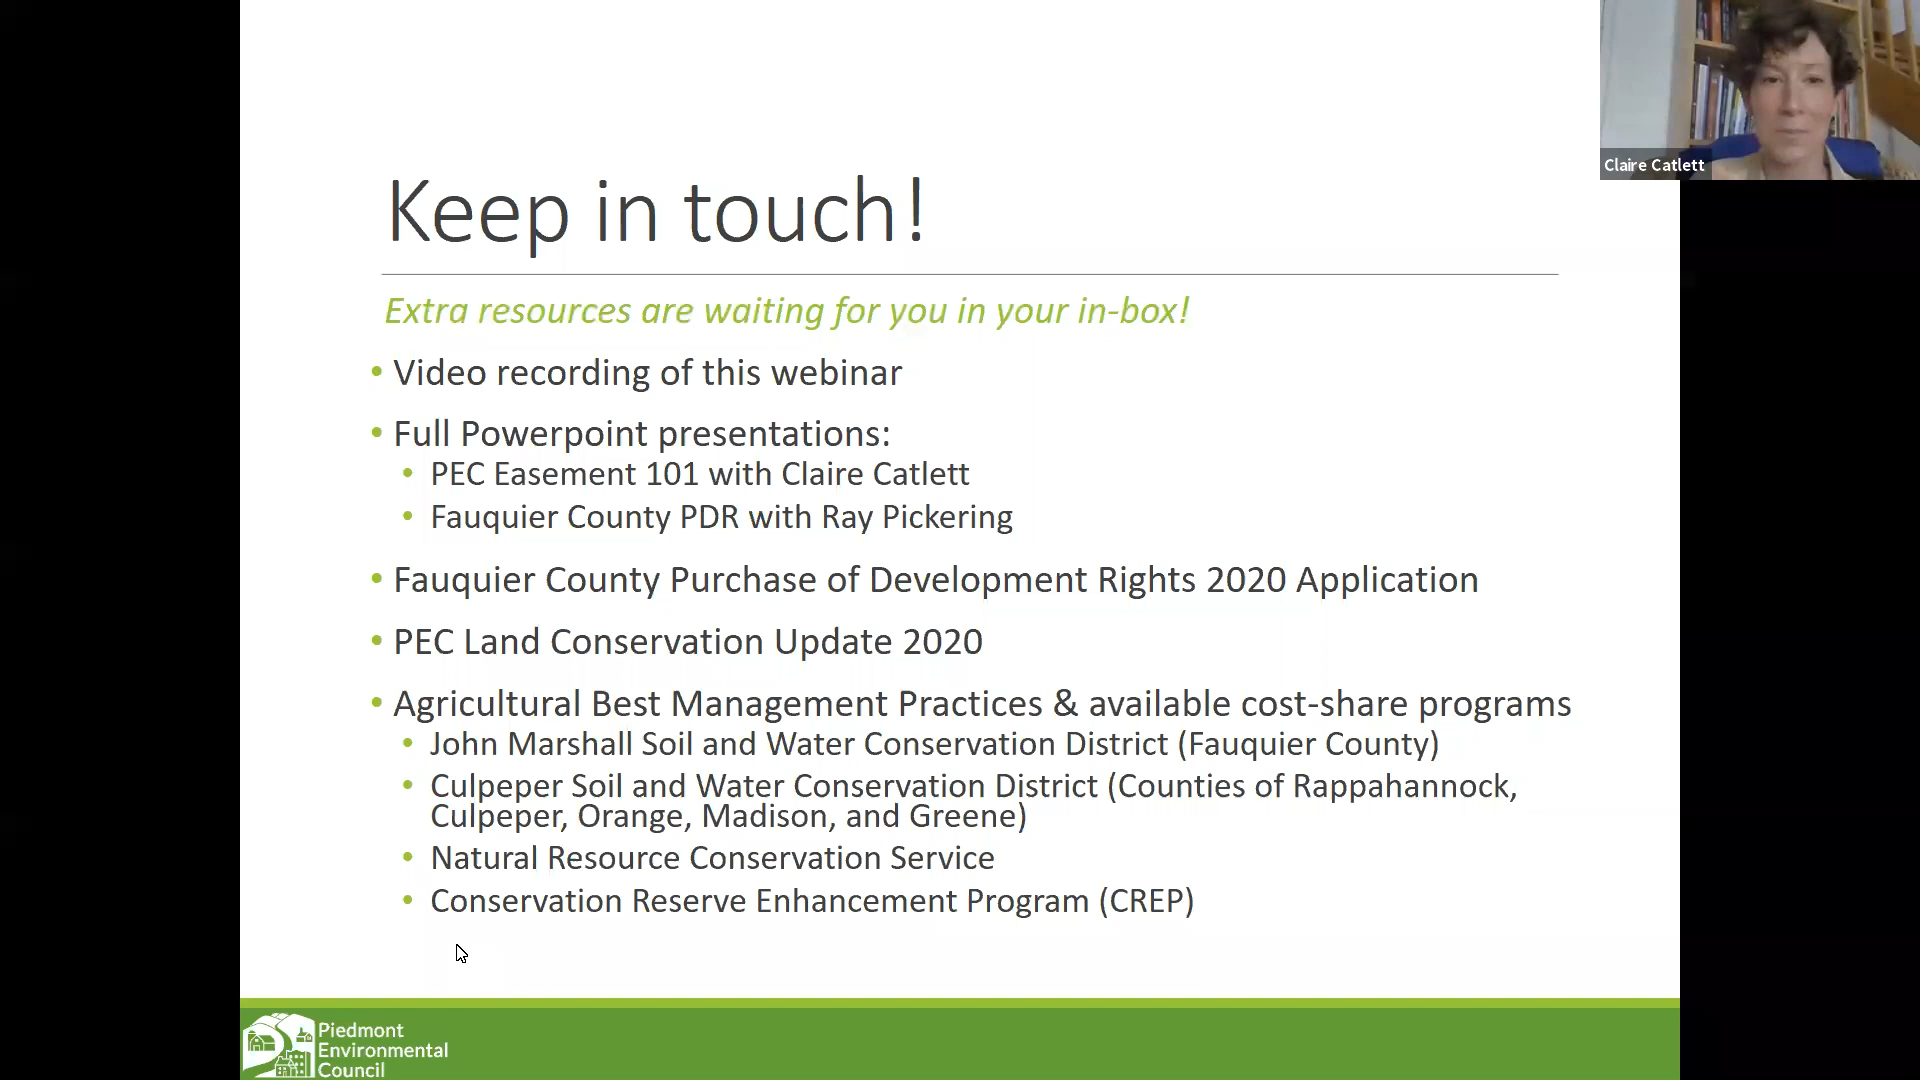 Claire Catlett
Keep in touch!
Extra resources are waiting for you in your in-box!
• Video recording of this webinar
• Full Powerpoint presentations:
• PEC Easement 101 with Claire Catlett
• Fauquier County PDR with Ray Pickering
• Fauquier County Purchase of Development Rights 2020 Application
• PEC Land Conservation Update 2020
• Agricultural Best Management Practices & available cost-share programs
• John Marshall Soil and Water Conservation District (Fauquier County)
• Culpeper Soil and Water Conservation District (Counties of Rappahannock,
Culpeper, Orange, Madison, and Greene)
• Natural Resource Conservation Service
• Conservation Reserve Enhancement Program (CREP)
Piedmont
Environmental
Council